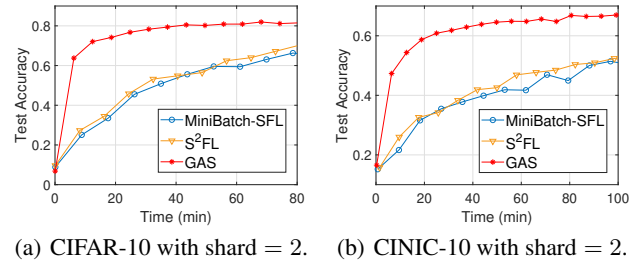 Test Accuracy
0.8
0.6
0.4
0.2
0
0 20 40 60 80
Time (min)
MiniBatch-SFL
S²FL
GAS
(a) CIFAR-10 with shard = 2.
Test Accuracy
0.6
0.4
0.2
0 20 40 60 80 100
Time (min)
MiniBatch-SFL
S²FL
GAS
(b) CINIC-10 with shard = 2.